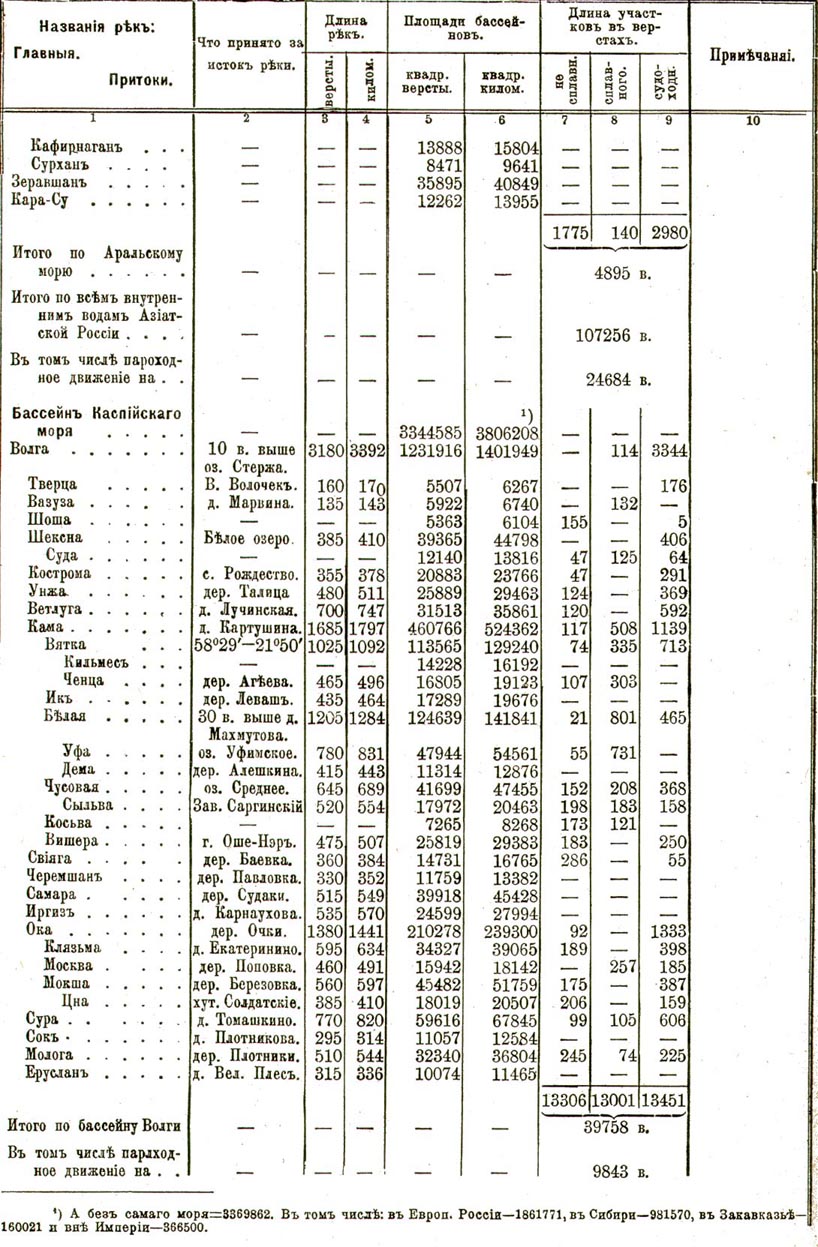 Названія рѣкъ: Главныя. Притоки. Что принято за истокъ рѣки. Длина рѣкъ. Площади бассейновъ. Длина участковъ въ верстахъ. Примѣчанаі.
версты. килом. квадр. версты. квадр. килом. не сплавн. сплавного. судоходн.
1 2 3 4 5 6 7 8 9 10
Кафирнаганъ . . . — — — 13888 15804 — — —
Сурханъ . . . . — — — 8471 9641 — — —
Зеравшанъ . . . . . — — — 35895 40849 — — —
Кара-Су . . . . . . — — — 12262 13955 — — —
1775 140 2980
Итого по Аральскому
морю . . . . . . — — — — — 4895 в.
Итого по всѣмъ внутрен-
нимъ водамъ Азіат-
ской Россіи . . . . — – — — — 107256 в.
Въ томъ числѣ пароход-
ное движеніе на . . — — — — — 24684 в.
Бассейнъ Каспійскаго ¹)
моря . . . . . — — — 3344585 3806208 — — —
Волга . . . . . . . 10 в. выше 3180 3392 1231916 1401949 — 114 3344
оз. Стержа.
Тверца . . . . . В. Волочекъ. 160 170 5507 6267 176
Вазуза . . . . . д. Марвина. 135 143 5922 6740 — 132 —
Шоша . . . . . . — — — 5363 6104 155 — 5
Шексна . . . . . Бѣлое озеро. 385 410 39365 44798 — — 406
Суда . . . . . . — — — 12140 13816 47 125 64
Кострома . . . . . с. Рождество. 355 378 20883 23766 47 — 291
Унжа. . . . . . дер. Талица 480 511 25889 29463 124 — 369
Ветлуга . . . . . . д. Лучинская. 700 747 31513 35861 120 — 592
Кама . . . . . . . д. Картушина. 1685 1797 460766 524362 117 508 1139
Вятка . . . 58°29′—21°50′ 1025 1092 113565 129240 74 335 713
Кильмесъ . . . — — — 14228 16192 — — —
Ченца . . . . дер. Агѣева. 465 496 16805 19123 107 303 —
Икъ . . . . . . дер. Левашъ. 435 464 17289 19676 — — —
Бѣлая . . . . . 30 в. выше д. 1205 1284 124639 141841 21 801 465
Махмутова.
Уфа . . . . . оз. Уфимское. 780 831 47944 54561 55 731 —
Дема . . . . . дер. Алешкина. 415 443 11314 12876 — — —
Чусовая . . . . . оз. Среднее. 645 689 41699 47455 152 208 368
Сыльва . . . . Зав. Саргинскій 520 554 17972 20463 198 183 158
Косьва . . . . . — — — 7265 8268 173 121 —
Вишера . . . . . г. Оше-Нэръ. 475 507 25819 29383 183 — 250
Свіяга . . . . дер. Баевка. 360 384 14731 16765 286 — 55
Черемшанъ . . . . дер. Павловка. 330 352 11759 13382 — — —
Самара . . . . . дер. Судаки. 515 549 39918 45428 — — —
Иргизъ . . . . . . д. Карнаухова. 535 570 24599 27994 — — —
Ока . . . . . . . дер. Очки. 1380 1441 210278 239300 92 — 1333
Клязьма . . . . д. Екатеринино. 595 634 34327 39065 189 — 398
Москва . . . . . дер. Поповка. 460 491 15942 18142 — 257 185
Мокша . . . . . дер. Березовка. 560 597 45482 51759 175 — 387
Цна . . . . . хут. Солдатскіе. 385 410 18019 20507 206 — 159
Сура . . . . . . д. Томашкино. 770 820 59616 67845 99 105 606
Сокъ . . . . . . д. Плотникова. 295 314 11057 12584 — — —
Молога . . . . . . дер. Плотники. 510 544 32340 36804 245 74 225
Ерусланъ . . . . . д. Вел. Плесъ. 315 336 10074 11465 — — —
13306 13001 13451
Итого по бассейну Волги — — — — — 39758 в.
Въ томъ числѣ парлход-
ное движеніе на . . — — — — — 9843 в.
¹) А безъ самаго моря=3369862. Въ томъ числѣ: въ Европ. Россіи—1861771, въ Сибири—981570, въ Закавказьѣ—
160021 и внѣ Имперіи—366500.